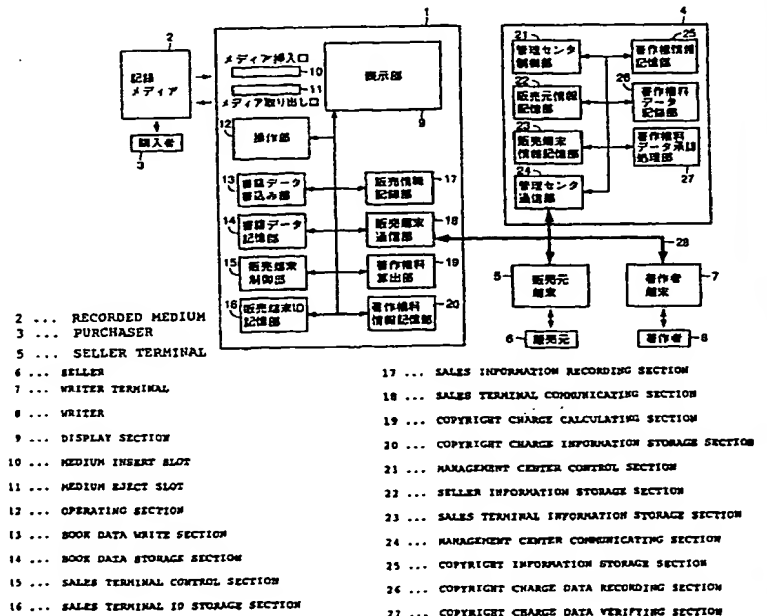 1
4
2
記録
メディア
メディア挿入口
10
11
メディア取り出し口
表示部
9
購入者
3
12
操作部
13
書籍データ
書込み部
販売情報
記録部
17
14
書籍データ
記憶部
販売端末
通信部
18
15
販売端末
制御部
著作権料
算出部
19
16
販売端末ID
記憶部
著作権料
情報記憶部
20
21
管理センタ
制御部
著作権情報
記憶部
25
22
販売元情報
記憶部
26
著作権料
データ
記録部
23
販売端末
情報記憶部
著作権料
データ承認
処理部
27
24
管理センタ
通信部
28
5
販売元
端末
著作者
端末
7
6
販売元
著作者
8
2 ... RECORDED MEDIUM
3 ... PURCHASER
5 ... SELLER TERMINAL
6 ... SELLER
7 ... WRITER TERMINAL
8 ... WRITER
9 ... DISPLAY SECTION
10 ... MEDIUM INSERT SLOT
11 ... MEDIUM EJECT SLOT
12 ... OPERATING SECTION
13 ... BOOK DATA WRITE SECTION
14 ... BOOK DATA STORAGE SECTION
15 ... SALES TERMINAL CONTROL SECTION
16 ... SALES TERMINAL ID STORAGE SECTION
17 ... SALES INFORMATION RECORDING SECTION
18 ... SALES TERMINAL COMMUNICATING SECTION
19 ... COPYRIGHT CHARGE CALCULATING SECTION
20 ... COPYRIGHT CHARGE INFORMATION STORAGE SECTION
21 ... MANAGEMENT CENTER CONTROL SECTION
22 ... SELLER INFORMATION STORAGE SECTION
23 ... SALES TERMINAL INFORMATION STORAGE SECTION
24 ... MANAGEMENT CENTER COMMUNICATING SECTION
25 ... COPYRIGHT INFORMATION STORAGE SECTION
26 ... COPYRIGHT CHARGE DATA RECORDING SECTION
27 ... COPYRIGHT CHARGE DATA VERIFYING SECTION